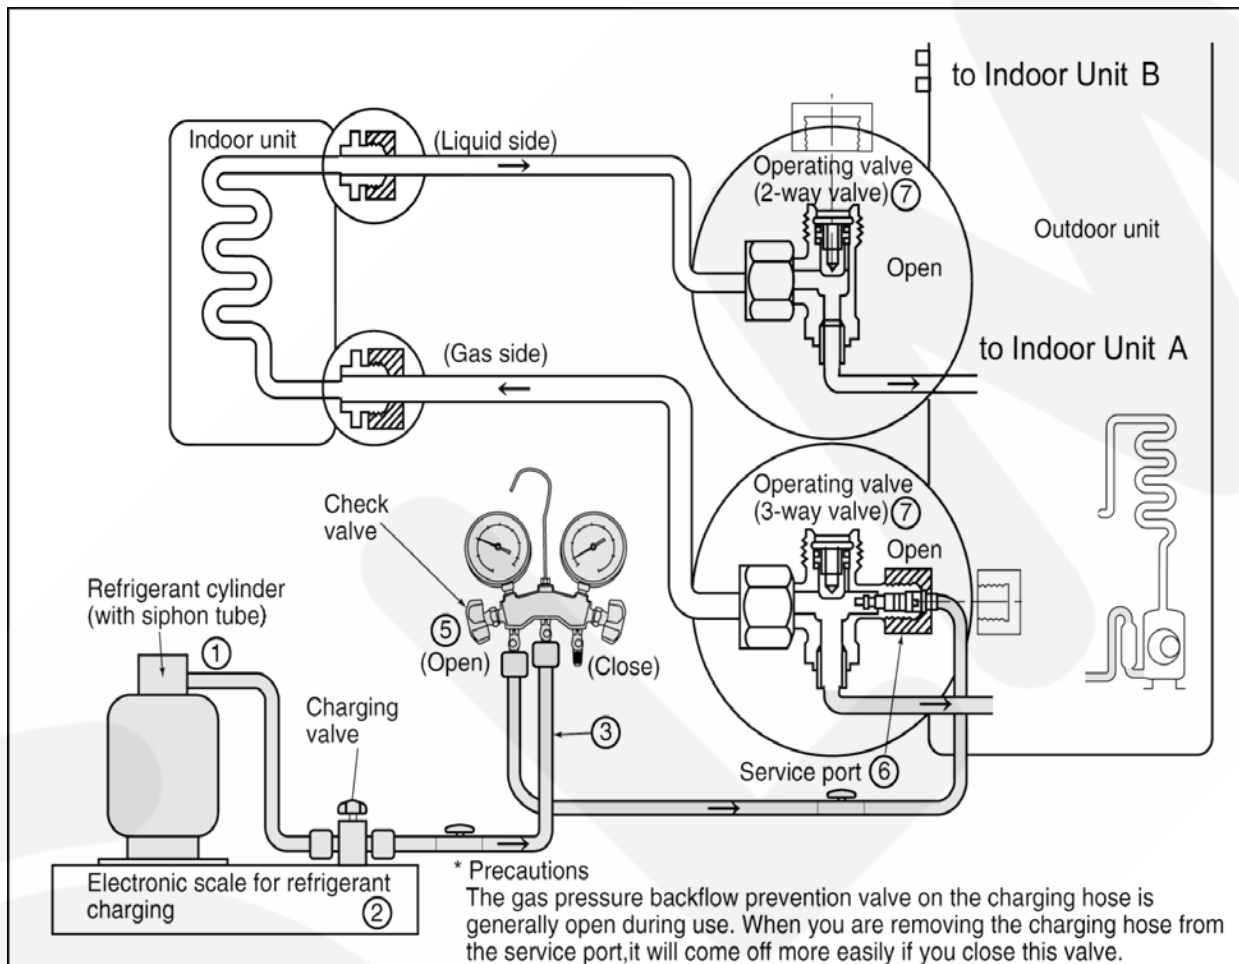 to Indoor Unit B
Indoor unit
(Liquid side)
Operating valve
(2-way valve) ⑦
Outdoor unit
Open
to Indoor Unit A
(Gas side)
Operating valve
(3-way valve) ⑦
Open
Check
valve
Refrigerant cylinder
(with siphon tube)
①
⑤
(Open)
(Close)
Charging
valve
③
Service port ⑥
Electronic scale for refrigerant
charging
②
* Precautions
The gas pressure backflow prevention valve on the charging hose is
generally open during use. When you are removing the charging hose from
the service port,it will come off more easily if you close this valve.